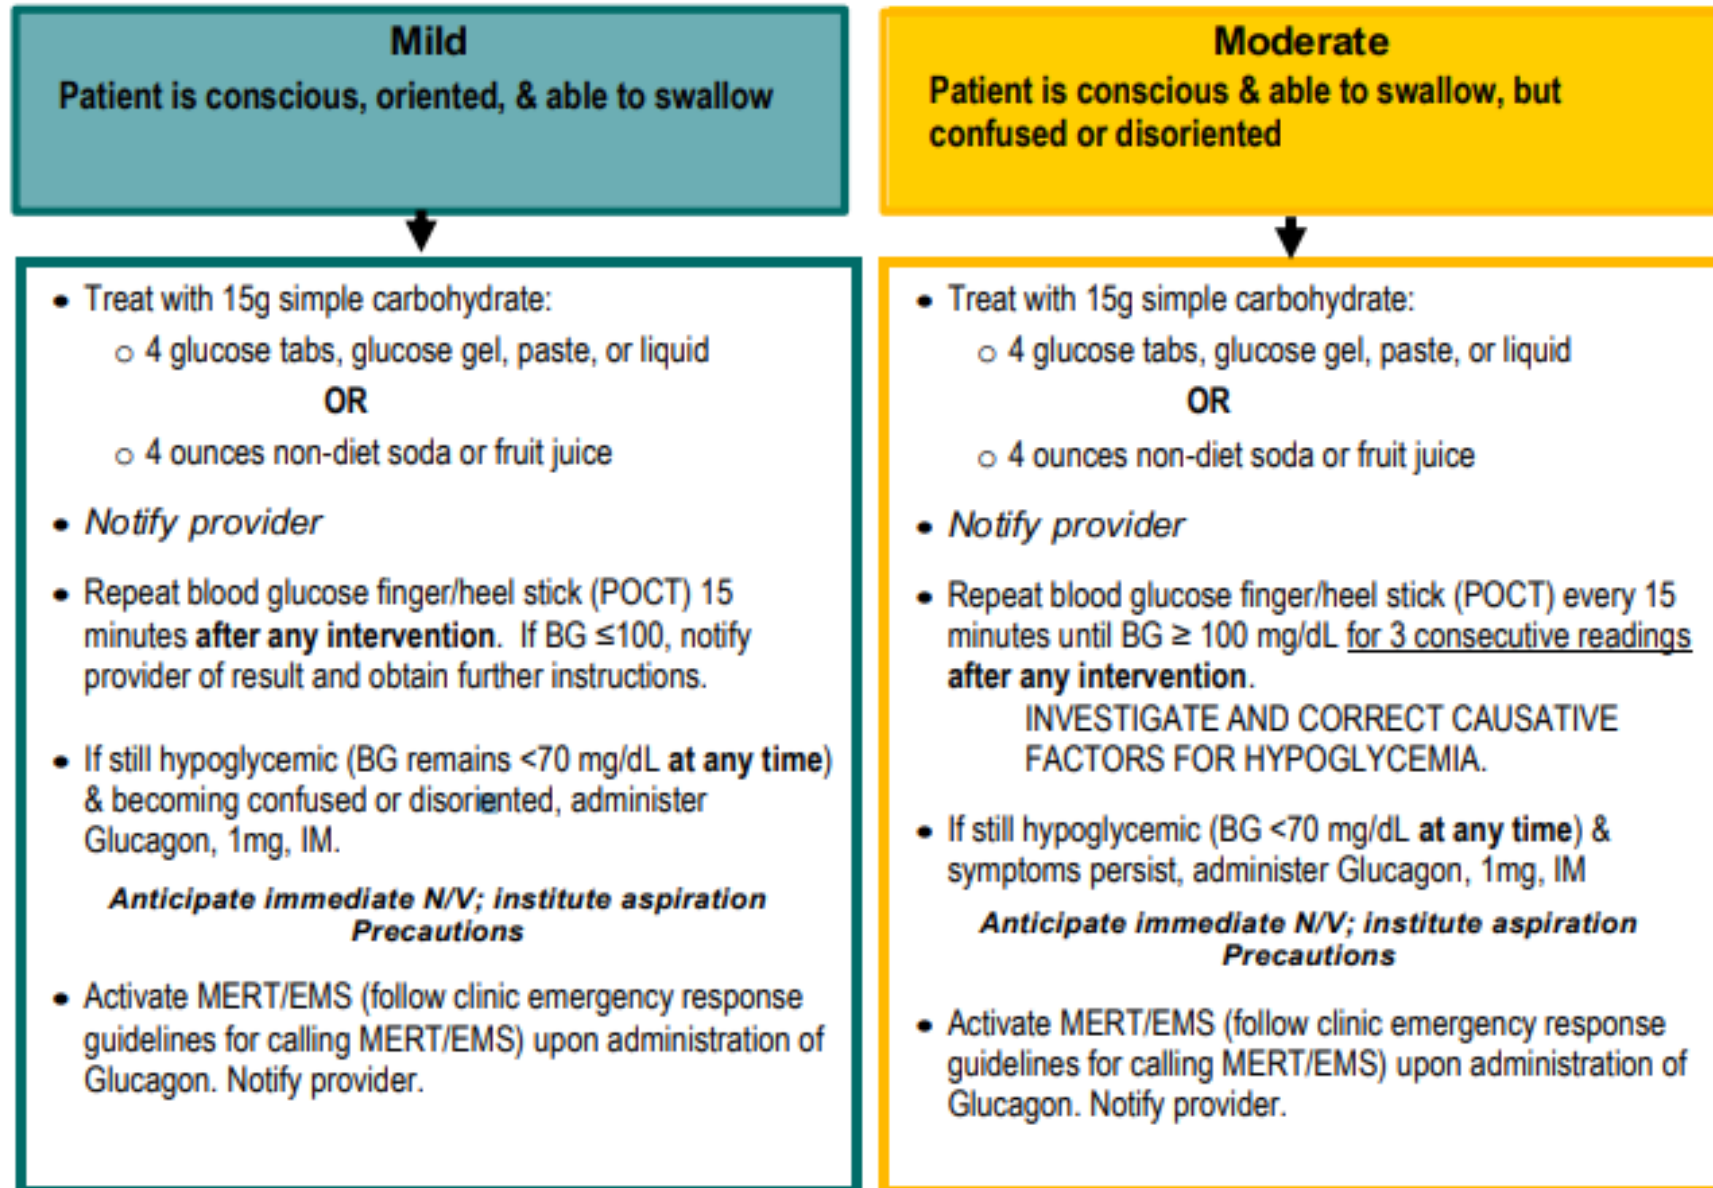 Mild
Patient is conscious, oriented, & able to swallow
• Treat with 15g simple carbohydrate:
o 4 glucose tabs, glucose gel, paste, or liquid
OR
o 4 ounces non-diet soda or fruit juice
• Notify provider
• Repeat blood glucose finger/heel stick (POCT) 15
minutes after any intervention. If BG ≤100, notify
provider of result and obtain further instructions.
• If still hypoglycemic (BG remains <70 mg/dL at any time)
& becoming confused or disoriented, administer
Glucagon, 1mg, IM.
Anticipate immediate N/V; institute aspiration
Precautions
• Activate MERT/EMS (follow clinic emergency response
guidelines for calling MERT/EMS) upon administration of
Glucagon. Notify provider.
Moderate
Patient is conscious & able to swallow, but
confused or disoriented
• Treat with 15g simple carbohydrate:
o 4 glucose tabs, glucose gel, paste, or liquid
OR
o 4 ounces non-diet soda or fruit juice
• Notify provider
• Repeat blood glucose finger/heel stick (POCT) every 15
minutes until BG ≥ 100 mg/dL for 3 consecutive readings
after any intervention.
INVESTIGATE AND CORRECT CAUSATIVE
FACTORS FOR HYPOGLYCEMIA.
• If still hypoglycemic (BG <70 mg/dL at any time) &
symptoms persist, administer Glucagon, 1mg, IM
Anticipate immediate N/V; institute aspiration
Precautions
• Activate MERT/EMS (follow clinic emergency response
guidelines for calling MERT/EMS) upon administration of
Glucagon. Notify provider.